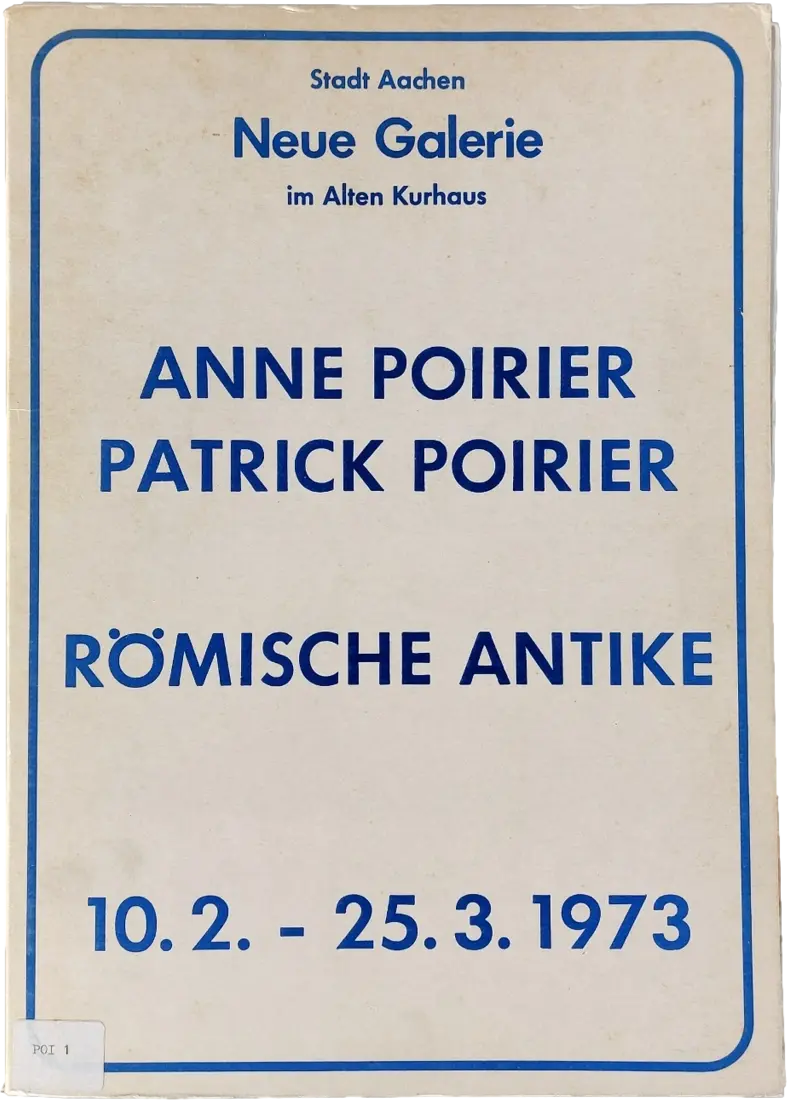 Stadt Aachen
Neue Galerie
im Alten Kurhaus
ANNE POIRIER
PATRICK POIRIER
RÖMISCHE ANTIKE
10. 2. - 25. 3. 1973
POI 1